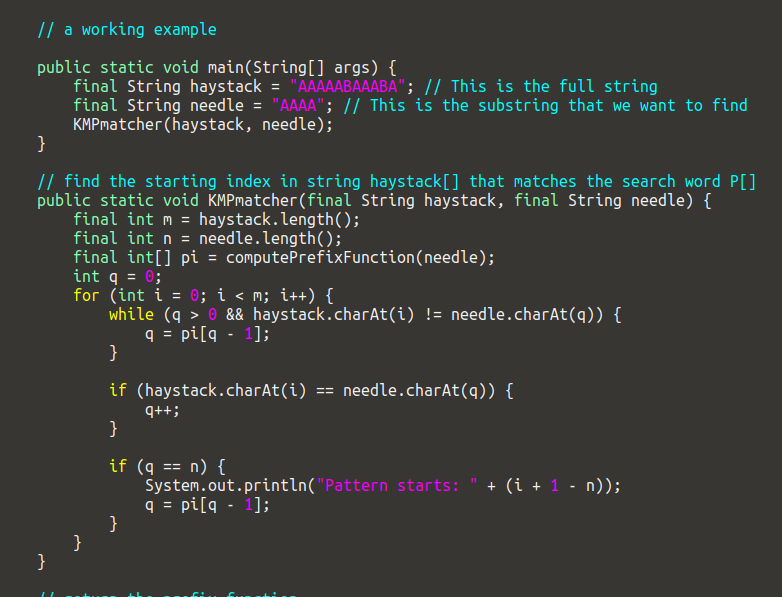 // a working example
public static void main(String[] args) {
final String haystack = "AAAAABAAABA"; // This is the full string
final String needle = "AAAA"; // This is the substring that we want to find
KMPmatcher(haystack, needle);
}
// find the starting index in string haystack[] that matches the search word P[]
public static void KMPmatcher(final String haystack, final String needle) {
final int m = haystack.length();
final int n = needle.length();
final int[] pi = computePrefixFunction(needle);
int q = 0;
for (int i = 0; i < m; i++) {
while (q > 0 && haystack.charAt(i) != needle.charAt(q)) {
q = pi[q - 1];
}
if (haystack.charAt(i) == needle.charAt(q)) {
q++;
}
if (q == n) {
System.out.println("Pattern starts: " + (i + 1 - n));
q = pi[q - 1];
}
}
}
// return the prefix function